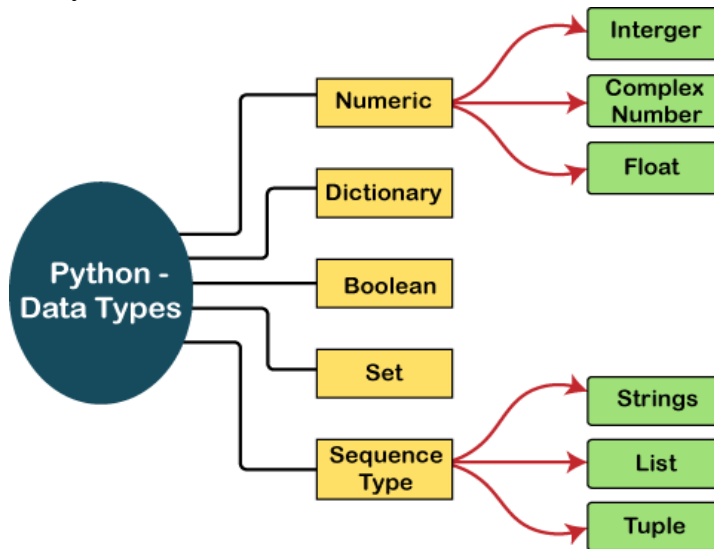 Python -
Data Types
Numeric
Dictionary
Boolean
Set
Sequence
Type
Interger
Complex
Number
Float
Strings
List
Tuple